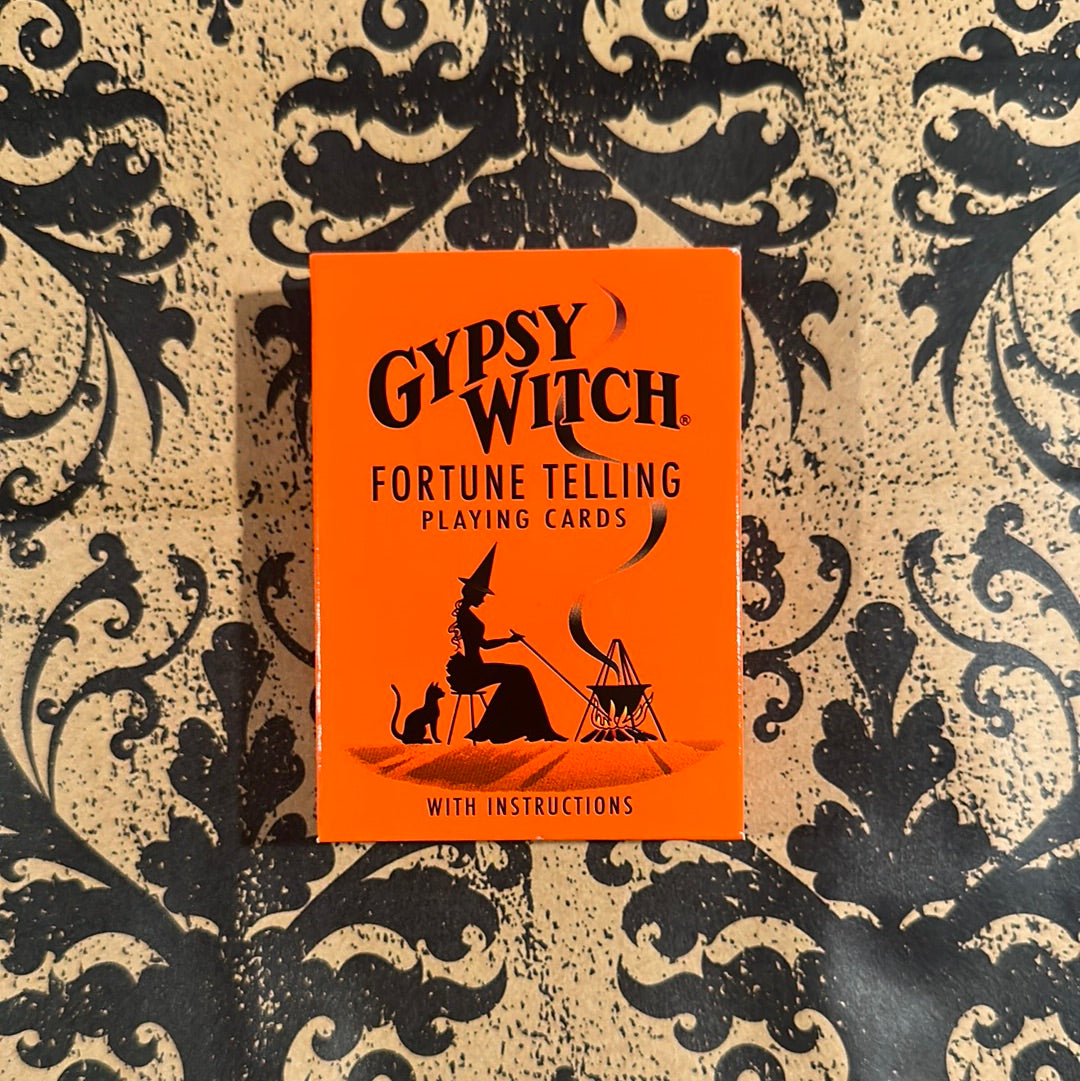 GYPSY
WITCH®
FORTUNE TELLING
PLAYING CARDS
WITH INSTRUCTIONS